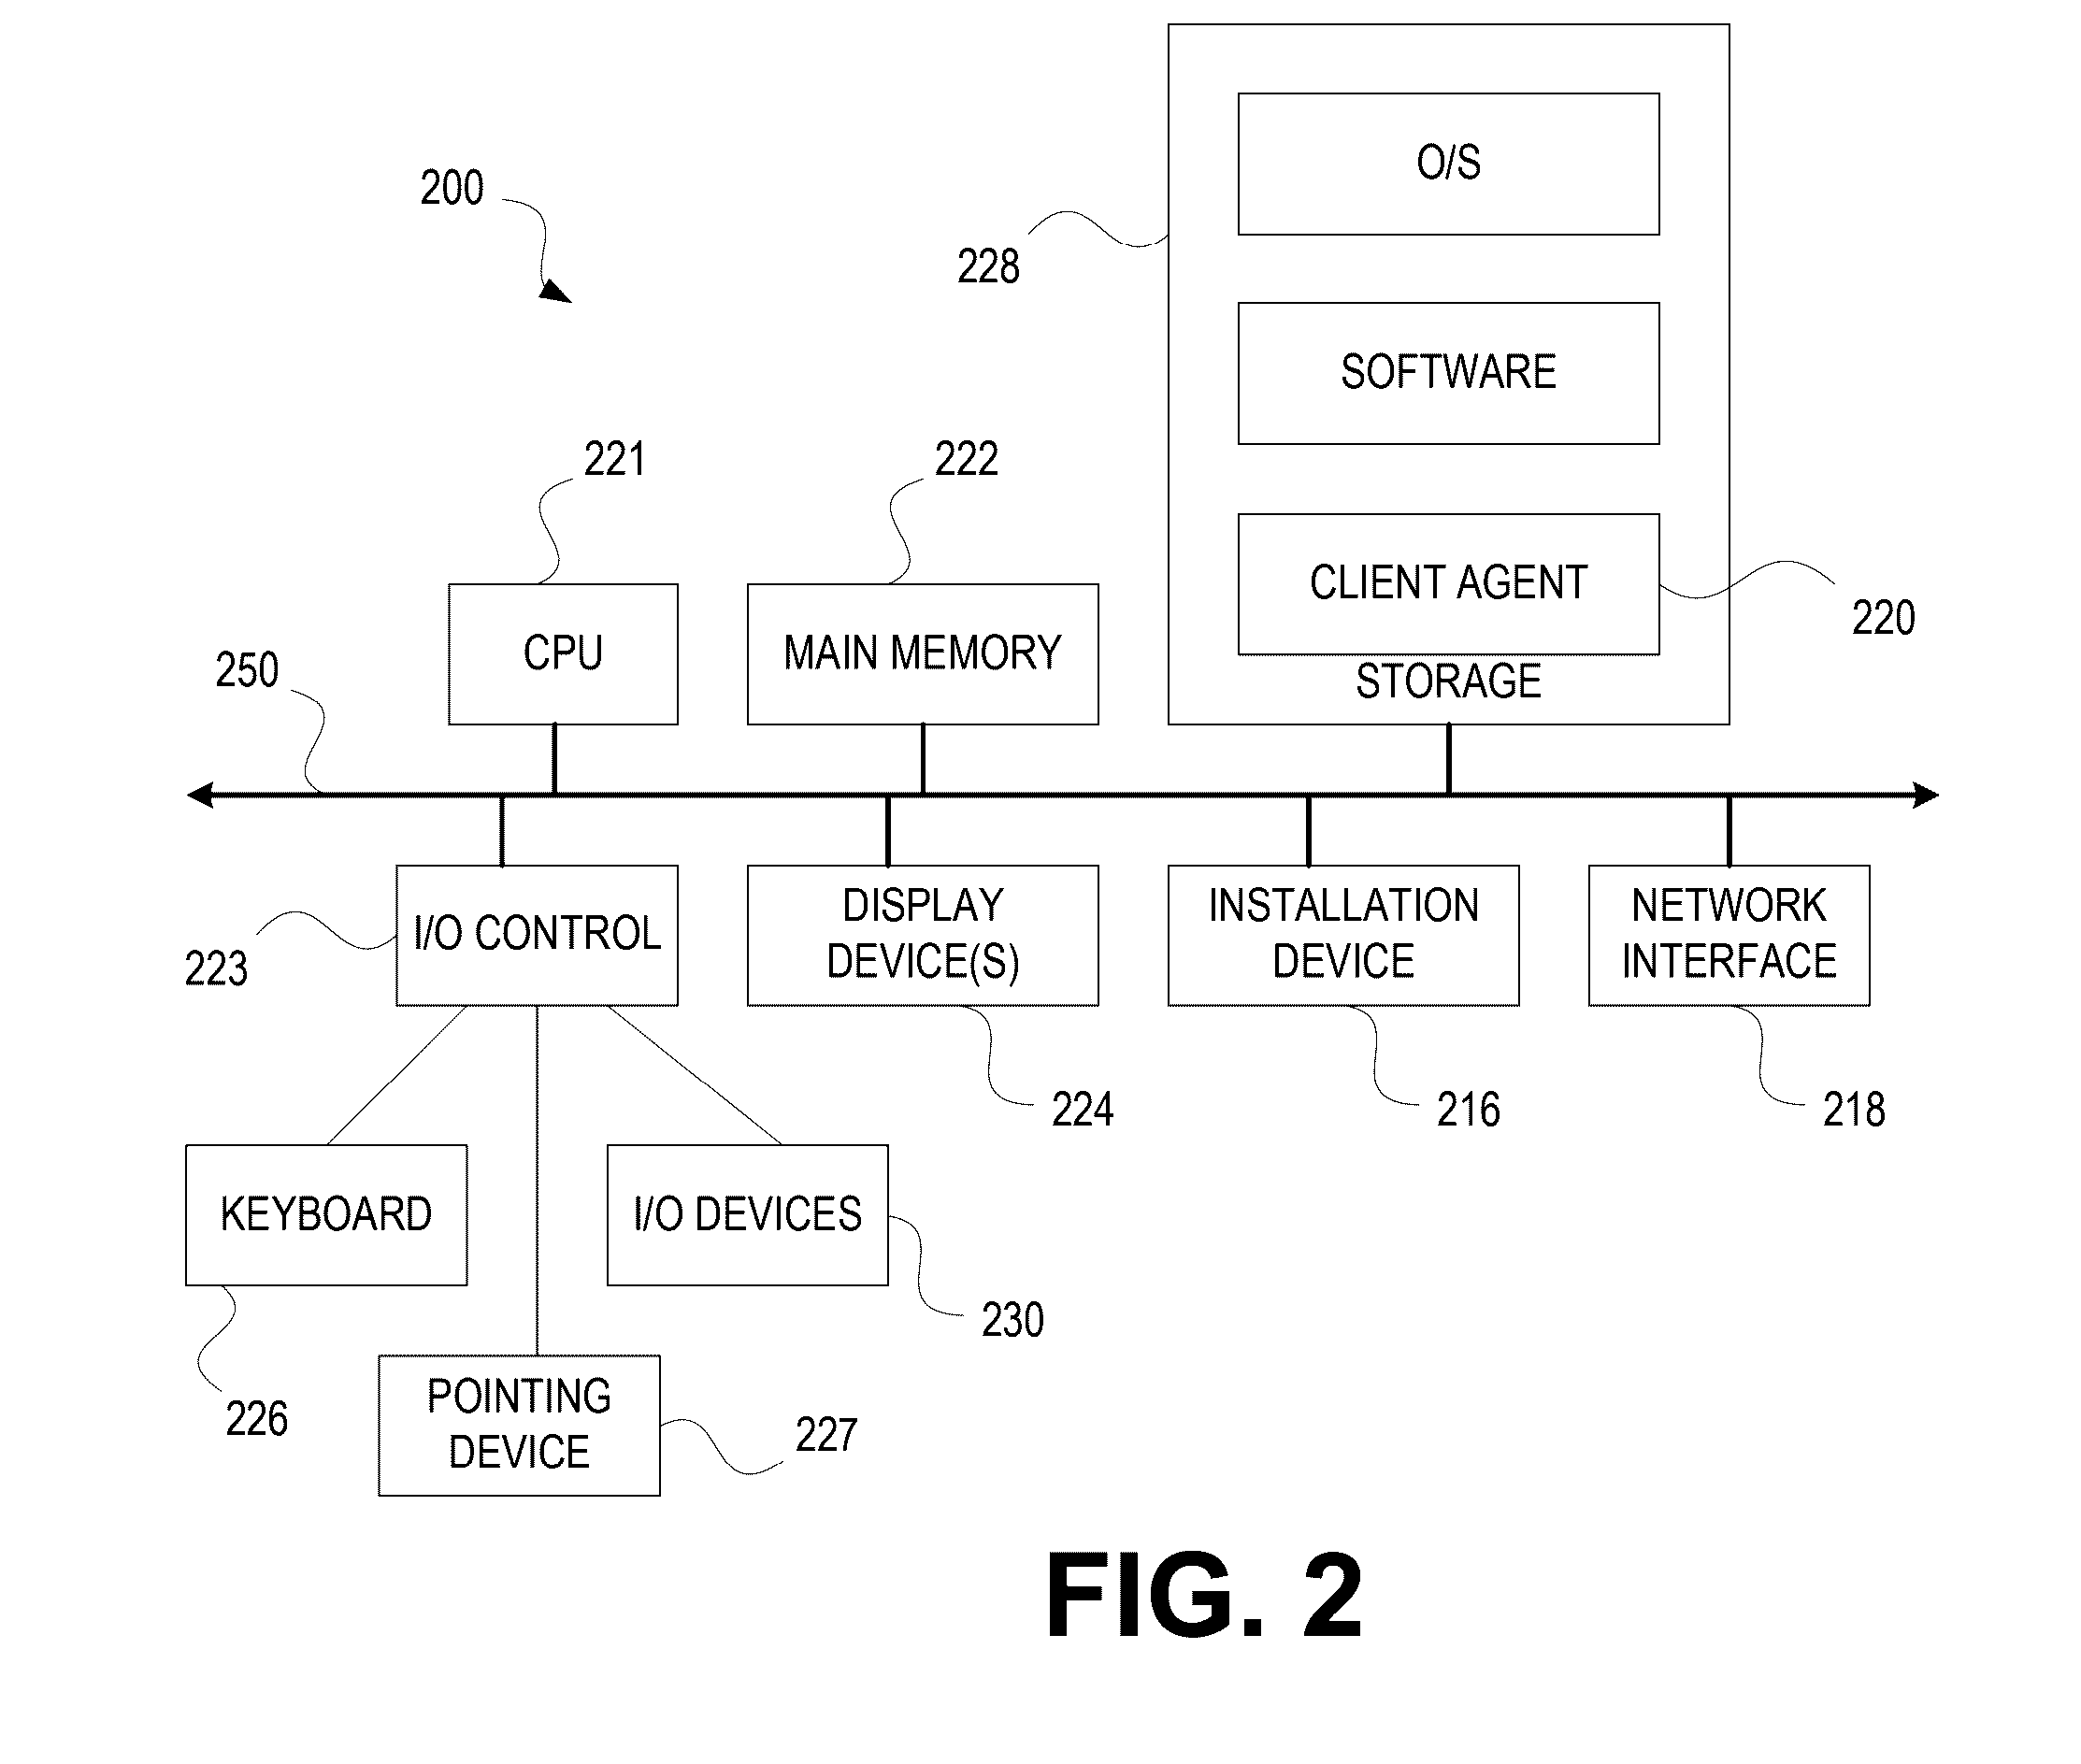 O/S
200
228
SOFTWARE
221
222
CLIENT AGENT
220
CPU
MAIN MEMORY
250
STORAGE
I/O CONTROL
DISPLAY
DEVICE(S)
INSTALLATION
DEVICE
NETWORK
INTERFACE
223
224
216
218
KEYBOARD
I/O DEVICES
230
226
POINTING
DEVICE
227
FIG. 2